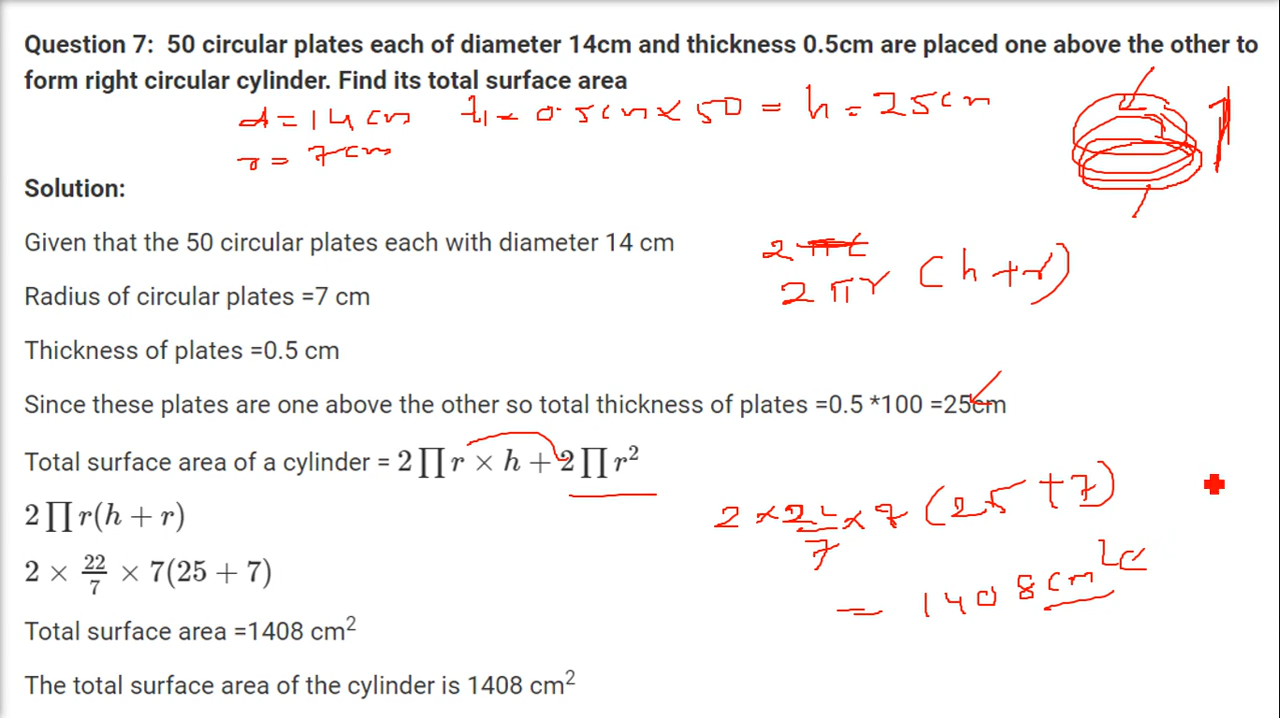 Question 7: 50 circular plates each of diameter 14cm and thickness 0.5cm are placed one above the other to
form right circular cylinder. Find its total surface area
d = 14 cm h = 0.5cm × 50 = h = 25cm
r = 7cm
Solution:
Given that the 50 circular plates each with diameter 14 cm
2πr (h+r)
Radius of circular plates =7 cm
Thickness of plates =0.5 cm
Since these plates are one above the other so total thickness of plates =0.5 *100 =25cm
Total surface area of a cylinder = 2∏r × h + 2∏r²
2∏r(h + r)
2 × 22/7 × 7 (25 + 7)
2 × 22/7 × 7(25 + 7)
= 1408 cm²
Total surface area =1408 cm²
The total surface area of the cylinder is 1408 cm²